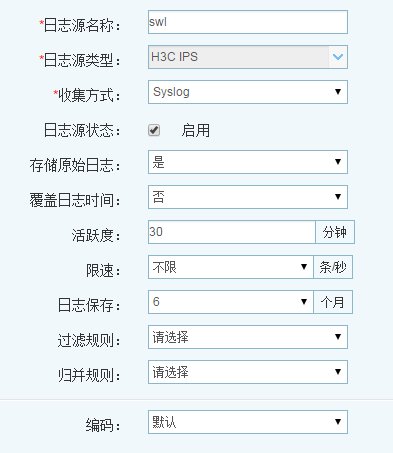 *日志源名称： swl
*日志源类型： H3C IPS
*收集方式： Syslog
日志源状态： 启用
存储原始日志： 是
覆盖日志时间： 否
活跃度： 30 分钟
限速： 不限 条/秒
日志保存： 6 个月
过滤规则： 请选择
归并规则： 请选择
编码： 默认